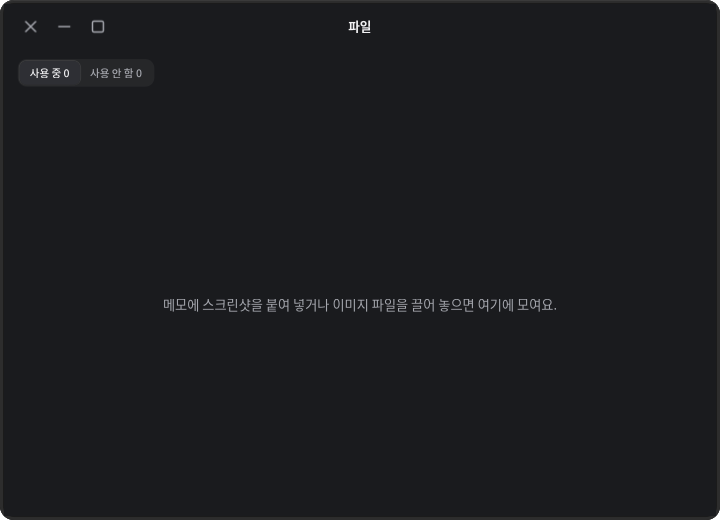 파일
사용 중 0 사용 안 함 0
메모에 스크린샷을 붙여 넣거나 이미지 파일을 끌어 놓으면 여기에 모여요.